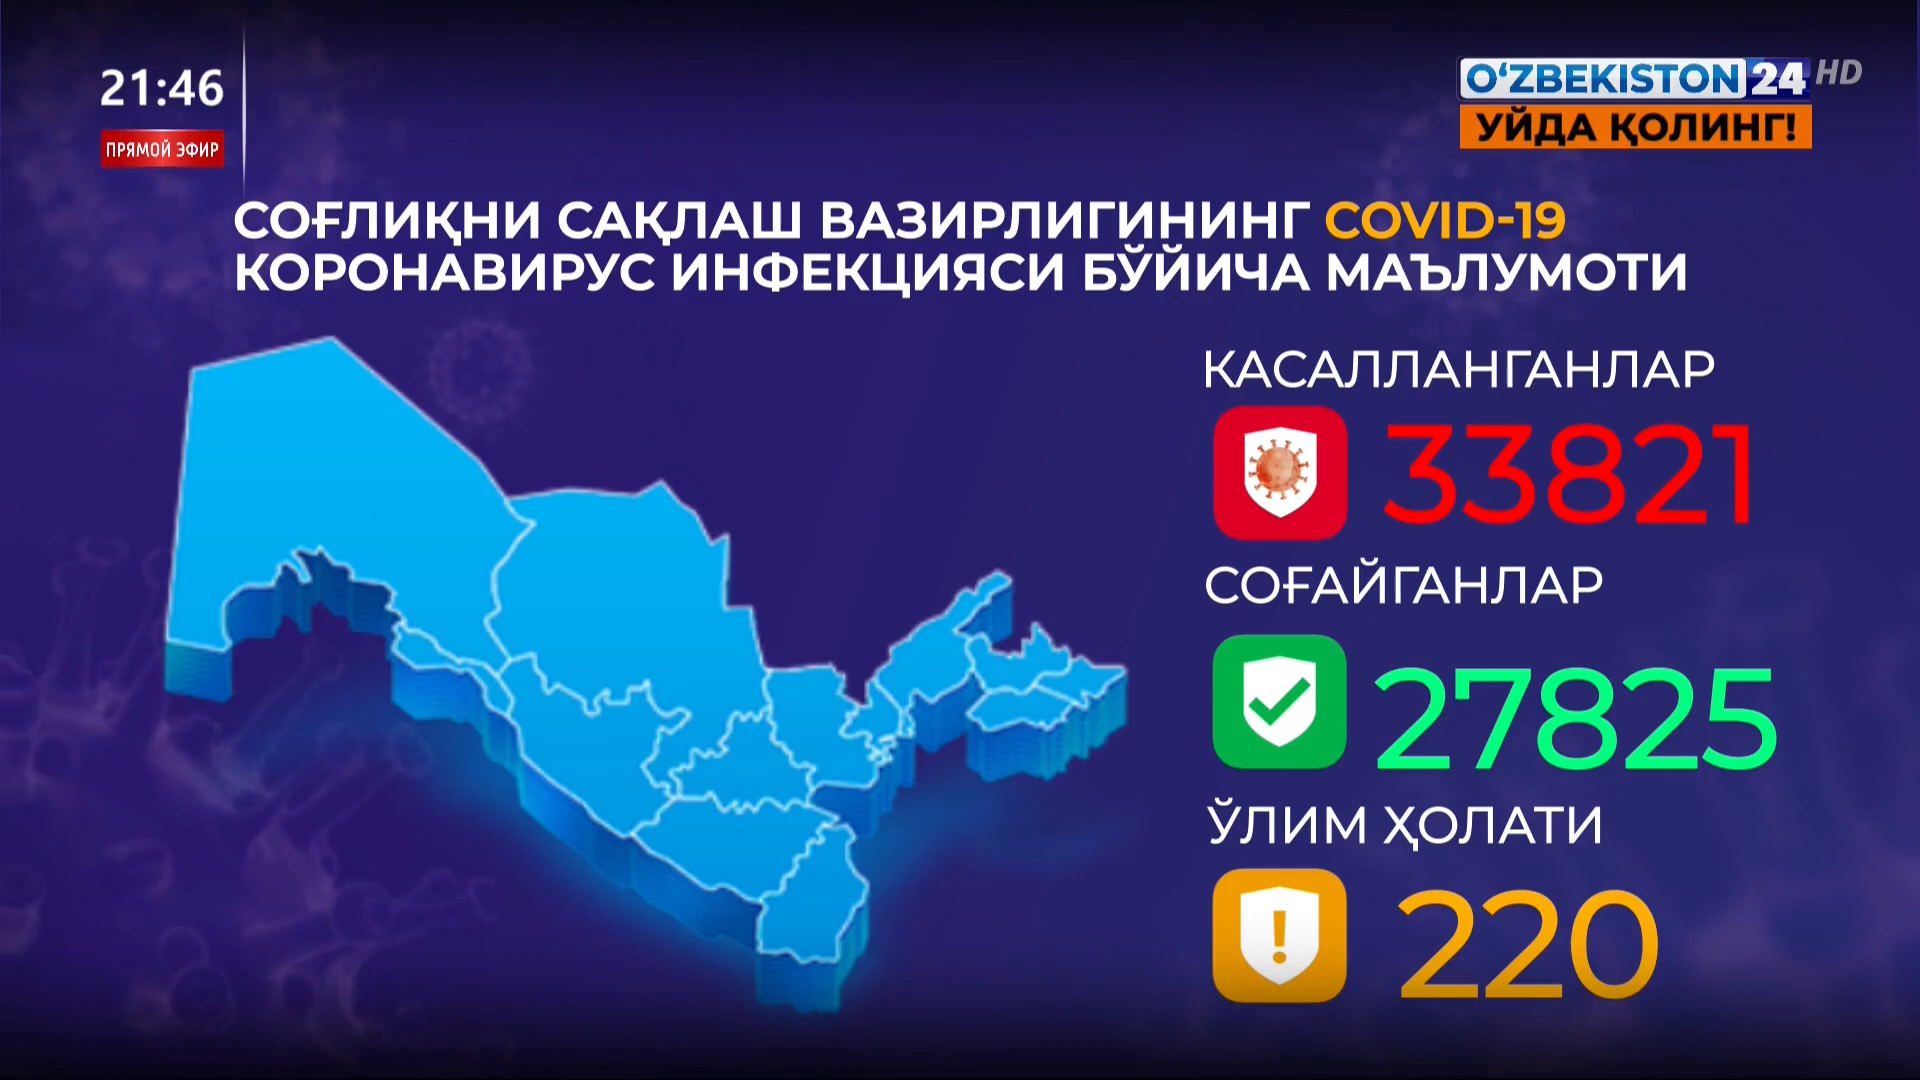 21:46
ПРЯМОЙ ЭФИР
O‘ZBEKISTON 24 HD
УЙДА ҚОЛИНГ!
СОҒЛИҚНИ САҚЛАШ ВАЗИРЛИГИНИНГ COVID-19
КОРОНАВИРУС ИНФЕКЦИЯСИ БЎЙИЧА МАЪЛУМОТИ
КАСАЛЛАНГАНЛАР
33821
СОҒАЙГАНЛАР
27825
ЎЛИМ ҲОЛАТИ
220